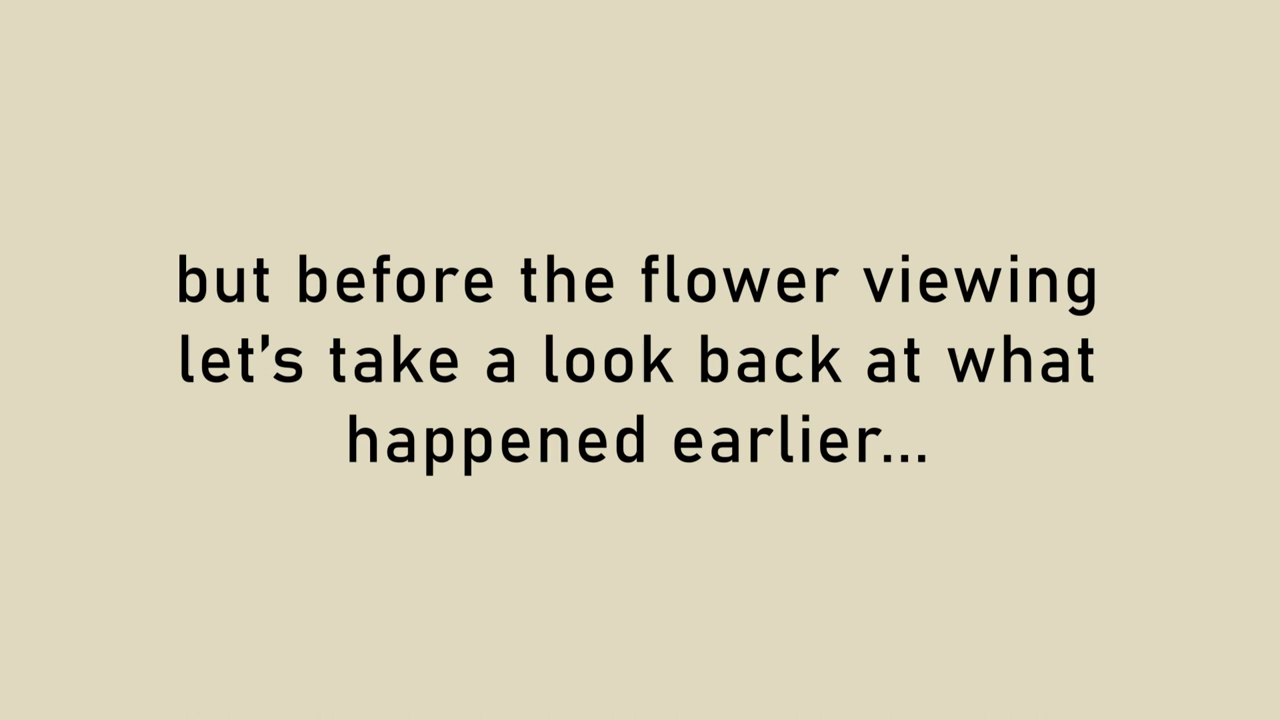 but before the flower viewing
let’s take a look back at what
happened earlier...